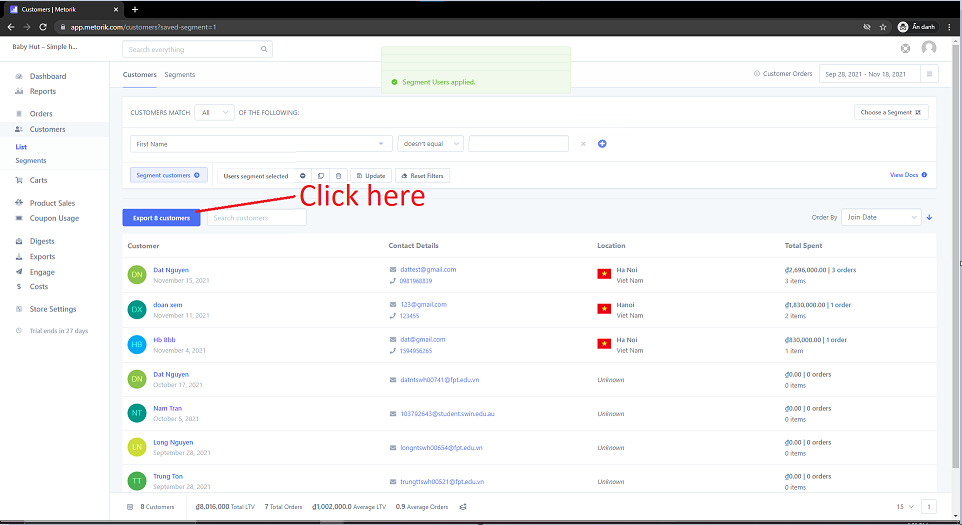 Customers | Metorik
app.metorik.com/customers?saved-segment=1
Ẩn danh
Baby Hut – Simple h...
Search everything
Segment Users applied.
Customers
Segments
Customer Orders
Sep 28, 2021 - Nov 18, 2021
Dashboard
Reports
Orders
Customers
List
Segments
Carts
Product Sales
Coupon Usage
Digests
Exports
Engage
Costs
Store Settings
Trial ends in 27 days
CUSTOMERS MATCH All OF THE FOLLOWING:
Choose a Segment
First Name
doesn't equal
Segment customers
Users segment selected
Update
Reset Filters
View Docs
Click here
Export 8 customers
Search customers
Order By Join Date
Customer Contact Details Location Total Spent
DN Dat Nguyen dattest@gmail.com Ha Noi ₫2,696,000.00 | 3 orders
November 15, 2021 0981968839 Viet Nam 3 items
DX doan xem 123@gmail.com Hanoi ₫1,830,000.00 | 1 order
November 11, 2021 123455 Viet Nam 2 items
HB Hb Bbb dat@gmail.com Ha Noi ₫830,000.00 | 1 order
November 4, 2021 1594956265 Viet Nam 1 item
DN Dat Nguyen datntswh00741@fpt.edu.vn Unknown ₫0.00 | 0 orders
October 17, 2021 0 items
NT Nam Tran 103792643@student.swin.edu.au Unknown ₫0.00 | 0 orders
October 5, 2021 0 items
LN Long Nguyen longntswh00654@fpt.edu.vn Unknown ₫0.00 | 0 orders
September 28, 2021 0 items
TT Trung Ton trungttswh00521@fpt.edu.vn Unknown ₫0.00 | 0 orders
September 28, 2021 0 items
8 Customers ₫8,016,000 Total LTV 7 Total Orders ₫1,002,000.0 Average LTV 0.9 Average Orders 15 1